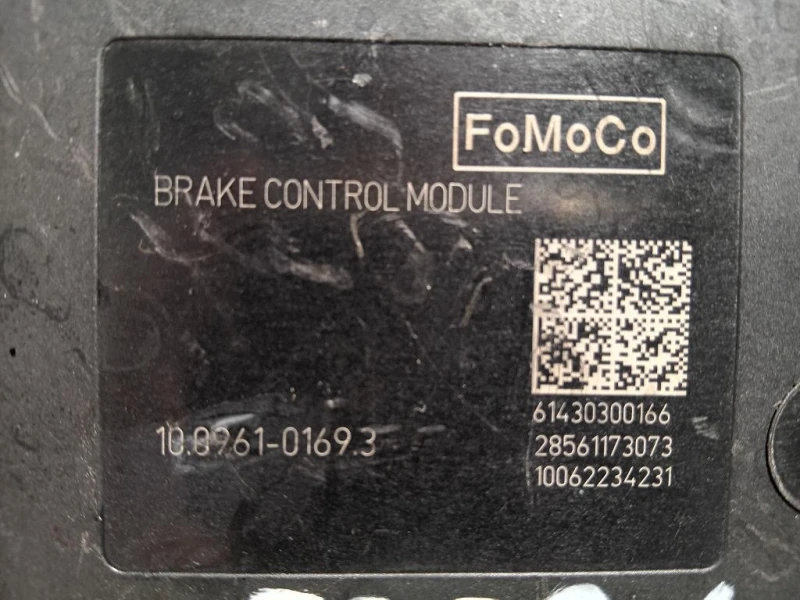 FoMoCo
BRAKE CONTROL MODULE
61430300166
10.0961-0169.3
28561173073
10062234231